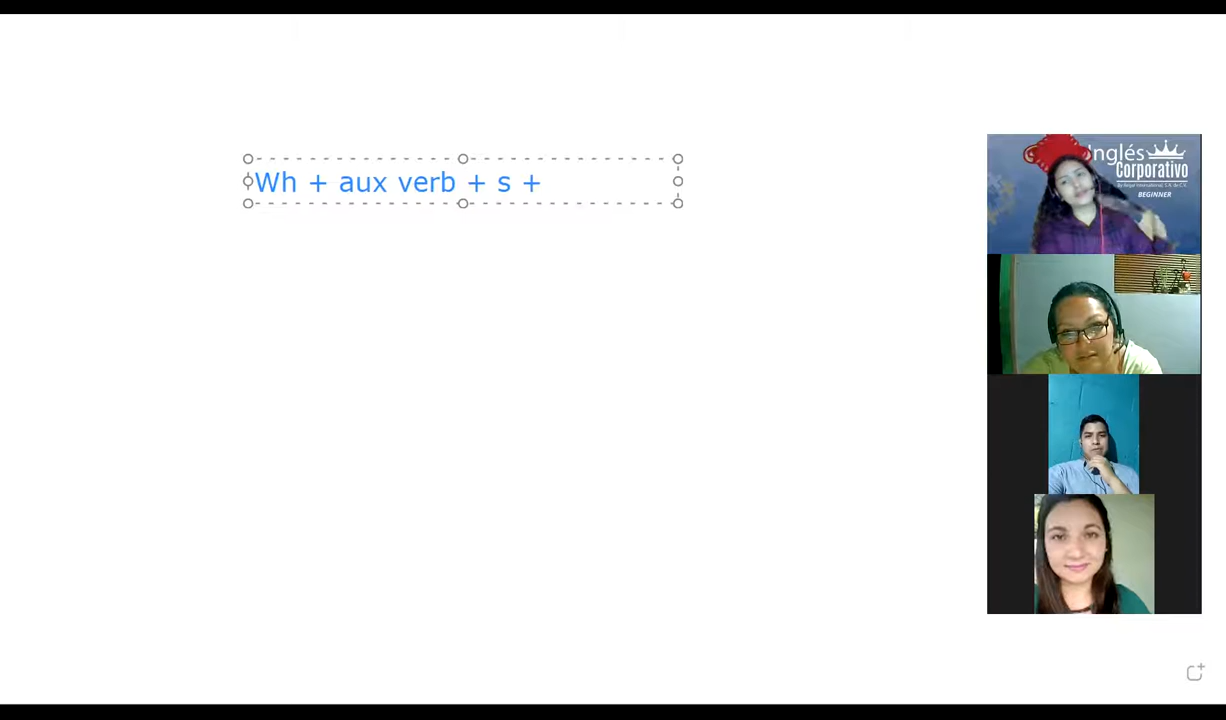 Wh + aux verb + s +
Inglés
Corporativo
BEGINNER